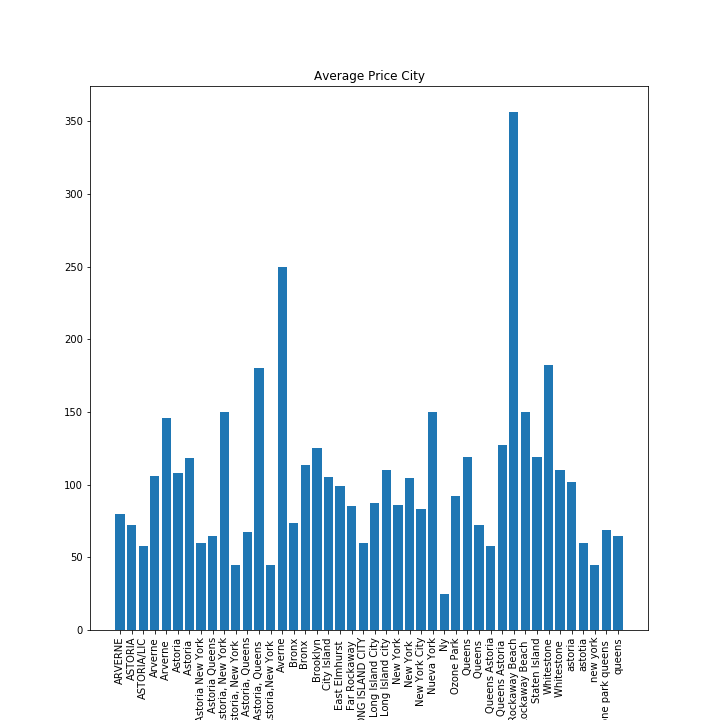 Average Price City
350
300
250
200
150
100
50
0
ARVERNE
ASTORIA
ASTORIA/LIC
Arverne
Arverne
Astoria
Astoria
Astoria New York
Astoria Queens
storia, New York
storia, New York
Astoria, Queens
Astoria, Queens
storia,New York
Averne
Bronx
Bronx
Brooklyn
City Island
East Elmhurst
Far Rockaway
ONG ISLAND CITY
Long Island City
Long Island city
New York
New York
New York City
Nueva York
Ny
Ozone Park
Queens
Queens
Queens Astoria
Queens Astoria
Rockaway Beach
ockaway Beach
Staten Island
Whitestone
Whitestone
astoria
astotia
new york
one park queens
queens